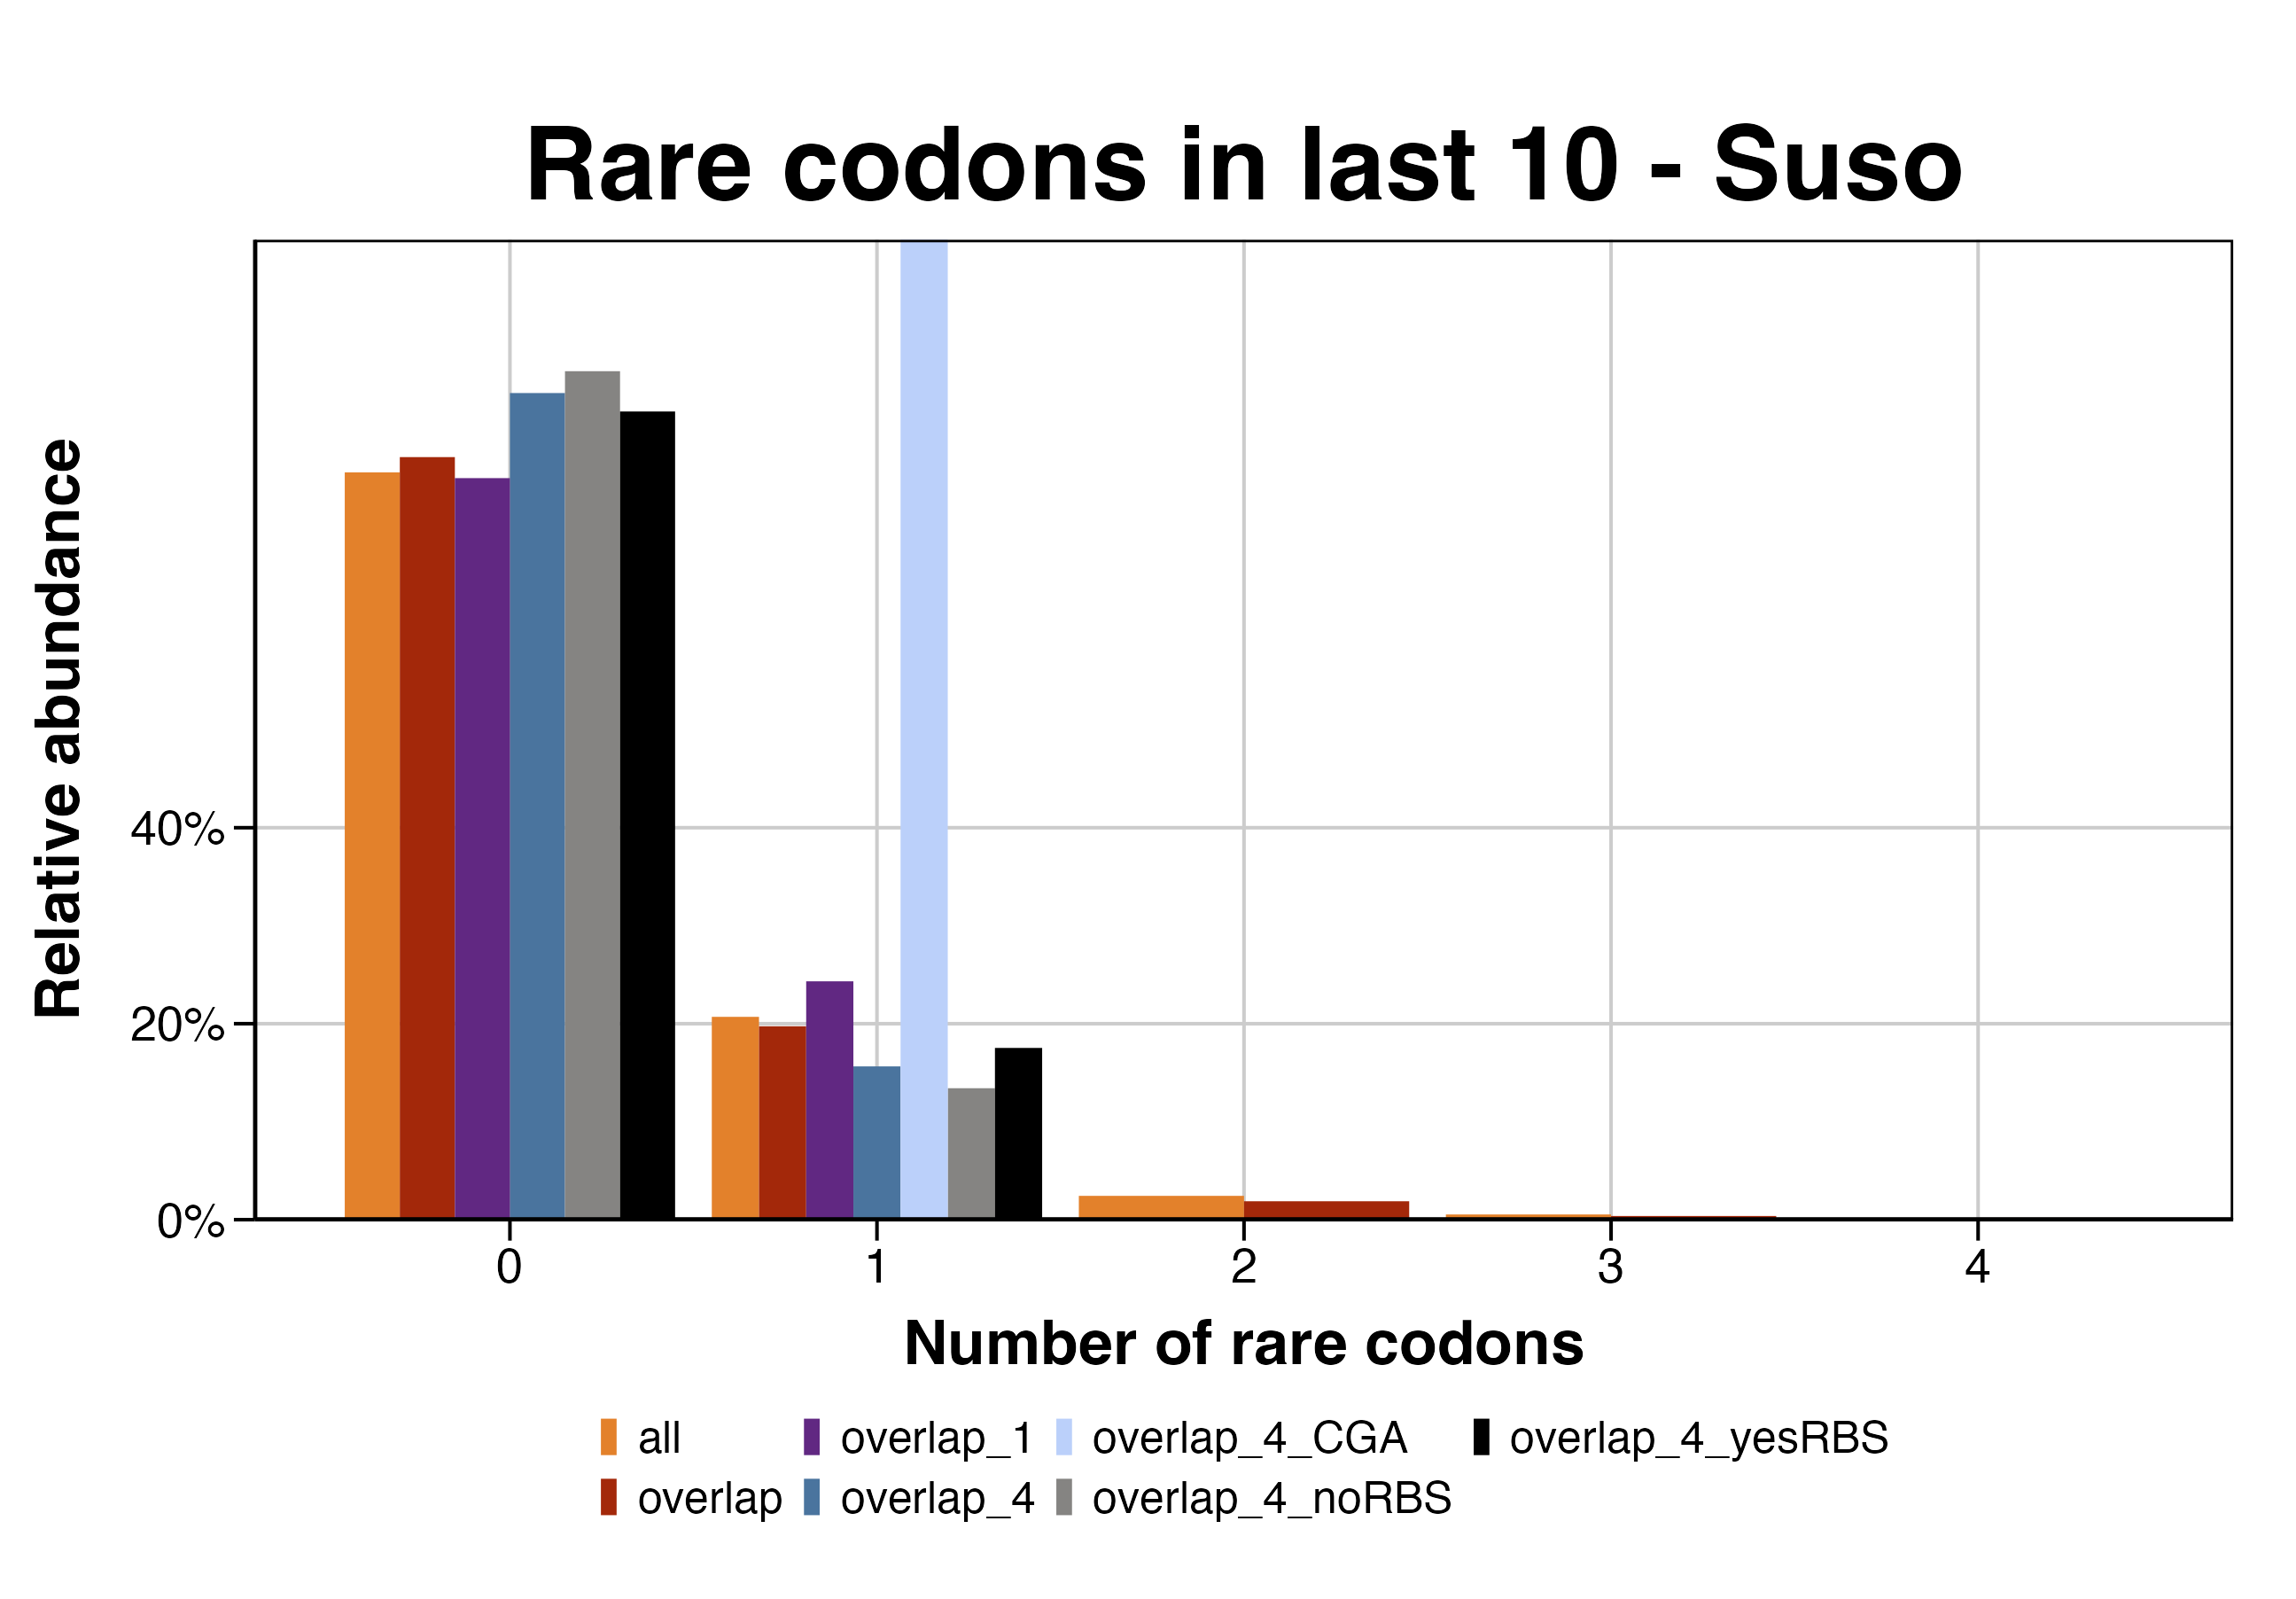 Rare codons in last 10 - Suso
Relative abundance
40%
20%
0%
0 1 2 3 4
Number of rare codons
all overlap_1 overlap_4_CGA overlap_4_yesRBS
overlap overlap_4 overlap_4_noRBS